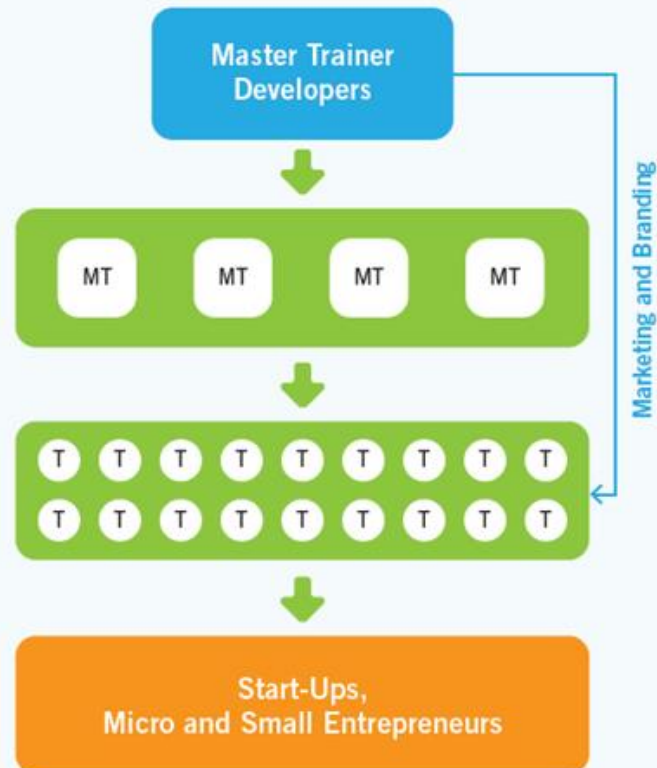 Master Trainer
Developers
Marketing and Branding
MT MT MT MT
T T T T T T T T T
T T T T T T T T T
Start-Ups,
Micro and Small Entrepreneurs